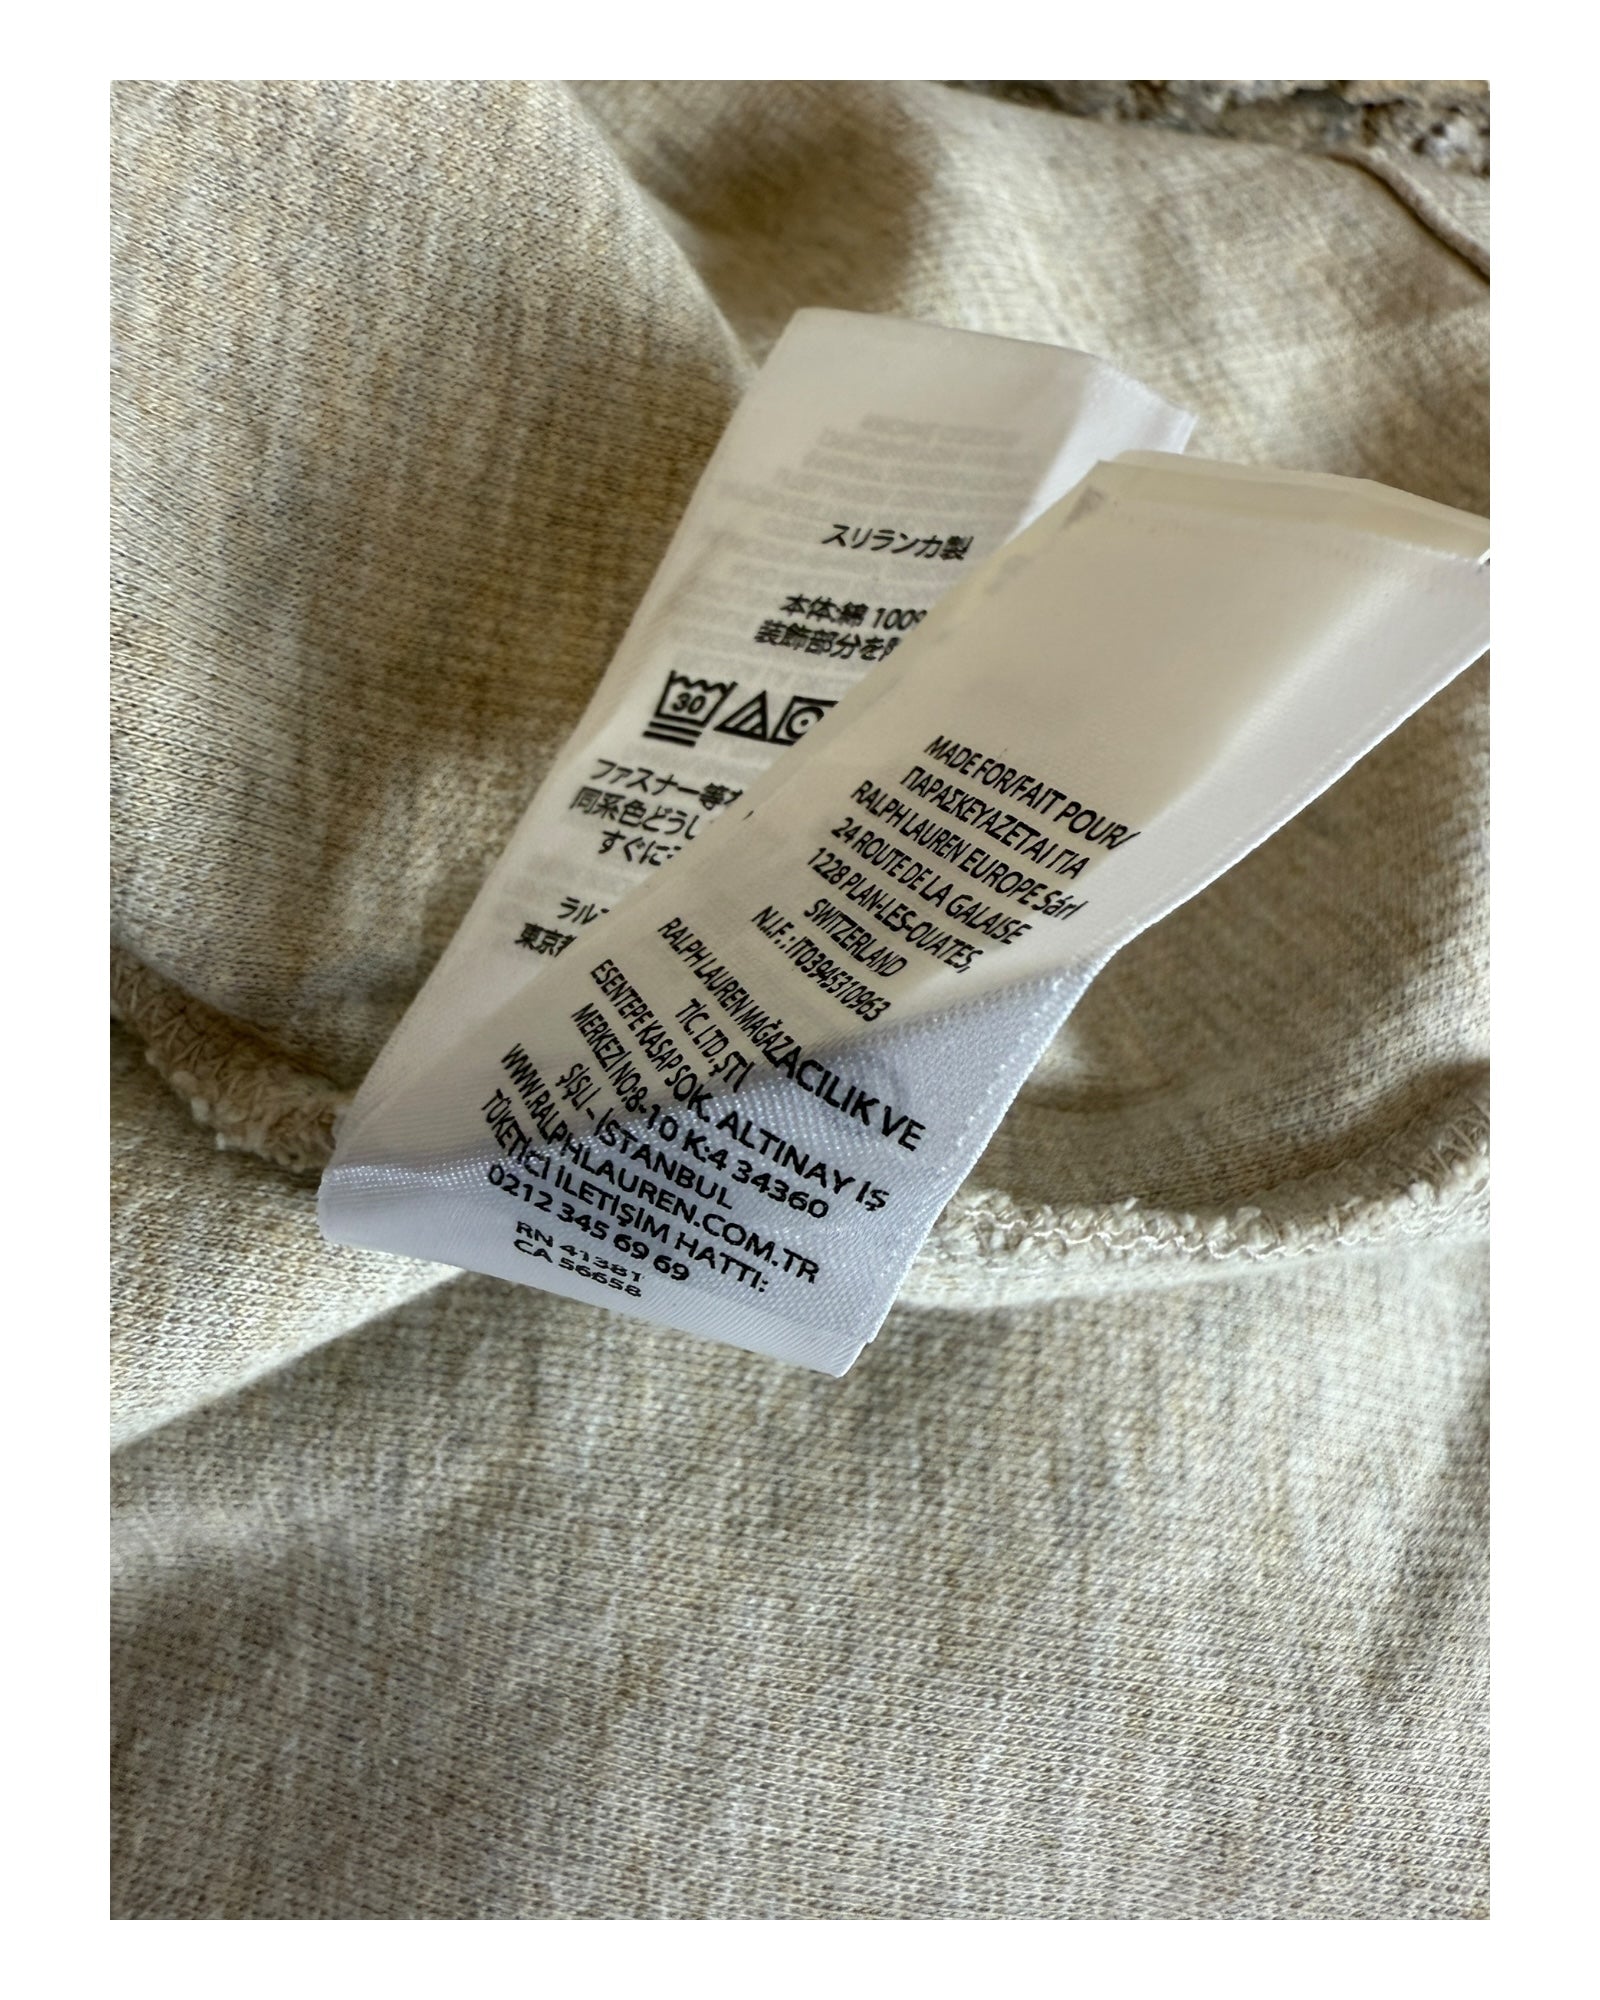 スリランカ製
本体:綿 100%
装飾部分を
30
ファスナー等
同系色どうし
すぐに
東京
MADE FOR/FAIT POUR/
ΠΑΡΑΣΚΕΥΑΖΕΤΑΙ ΓΙΑ
RALPH LAUREN EUROPE Sárl
24 ROUTE DE LA GALAISE
1228 PLAN-LES-OUATES,
SWITZERLAND
N.I.F.: IT03945310963
RALPH LAUREN MAĞAZACILIK VE
TİC. LTD. ŞTİ
ESENTEPE KASAP SOK. ALTINAY İŞ
MERKEZİ NO:8-10 K:4 34360
ŞİŞLİ – İSTANBUL
WWW.RALPHLAUREN.COM.TR
TÜKETİCİ İLETİŞİM HATTI:
0212 345 69 69
RN 41381
CA 56658